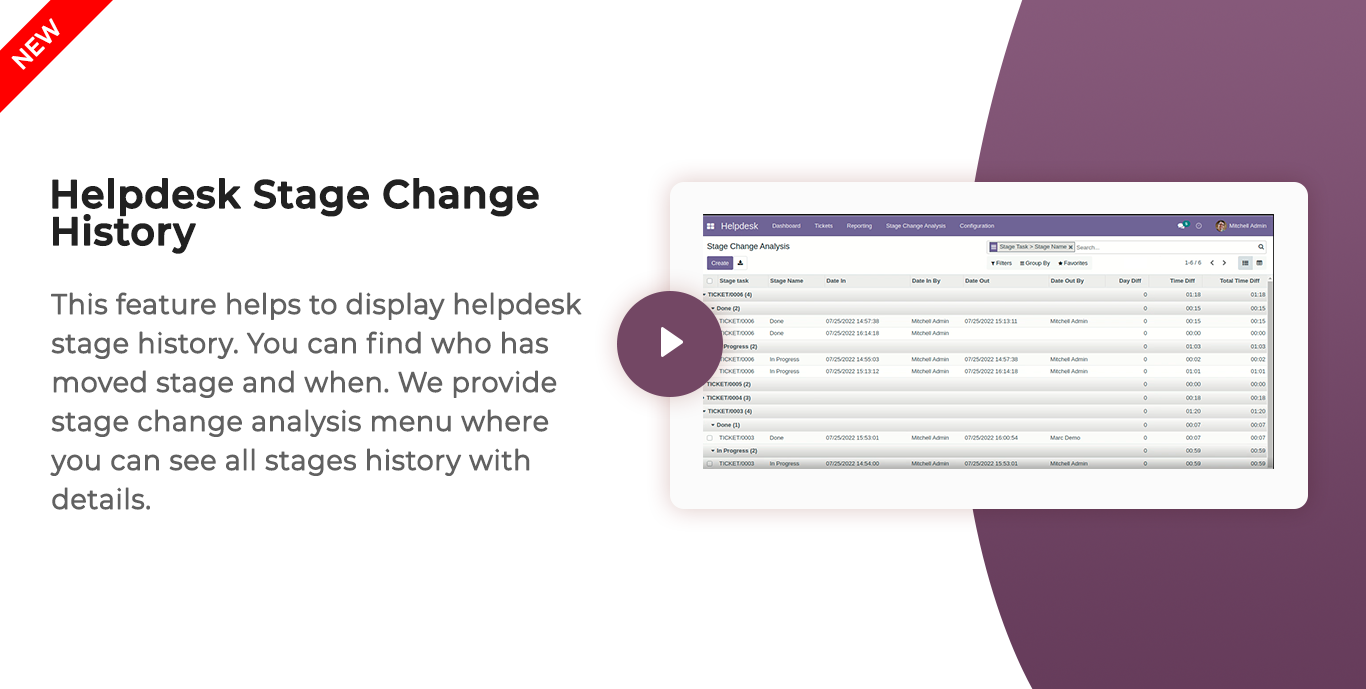 NEW
Helpdesk Stage Change
History
This feature helps to display helpdesk
stage history. You can find who has
moved stage and when. We provide
stage change analysis menu where
you can see all stages history with
details.
Helpdesk Dashboard Tickets Reporting Stage Change Analysis Configuration Mitchell Admin
Stage Change Analysis Stage Task > Stage Name x Search...
Create Filters Group By Favorites 1-6 / 6
Stage task Stage Name Date In Date In By Date Out Date Out By Day Diff Time Diff Total Time Diff
TICKET/0006 (4) 0 01:18 01:18
Done (2) 0 00:15 00:15
TICKET/0006 Done 07/25/2022 14:57:38 Mitchell Admin 07/25/2022 15:13:11 Mitchell Admin 0 00:15 00:15
TICKET/0006 Done 07/25/2022 16:14:18 Mitchell Admin 0 00:00 00:00
Progress (2) 0 01:03 01:03
TICKET/0006 In Progress 07/25/2022 14:55:03 Mitchell Admin 07/25/2022 14:57:38 Mitchell Admin 0 00:02 00:02
TICKET/0006 In Progress 07/25/2022 15:13:12 Mitchell Admin 07/25/2022 16:14:18 Mitchell Admin 0 01:01 01:01
TICKET/0005 (2) 0 00:00 00:00
TICKET/0004 (3) 0 00:18 00:18
TICKET/0003 (4) 0 01:20 01:20
Done (1) 0 00:07 00:07
TICKET/0003 Done 07/25/2022 15:53:01 Mitchell Admin 07/25/2022 16:00:54 Marc Demo 0 00:07 00:07
In Progress (2) 0 00:59 00:59
TICKET/0003 In Progress 07/25/2022 14:54:00 Mitchell Admin 07/25/2022 15:53:01 Mitchell Admin 0 00:59 00:59